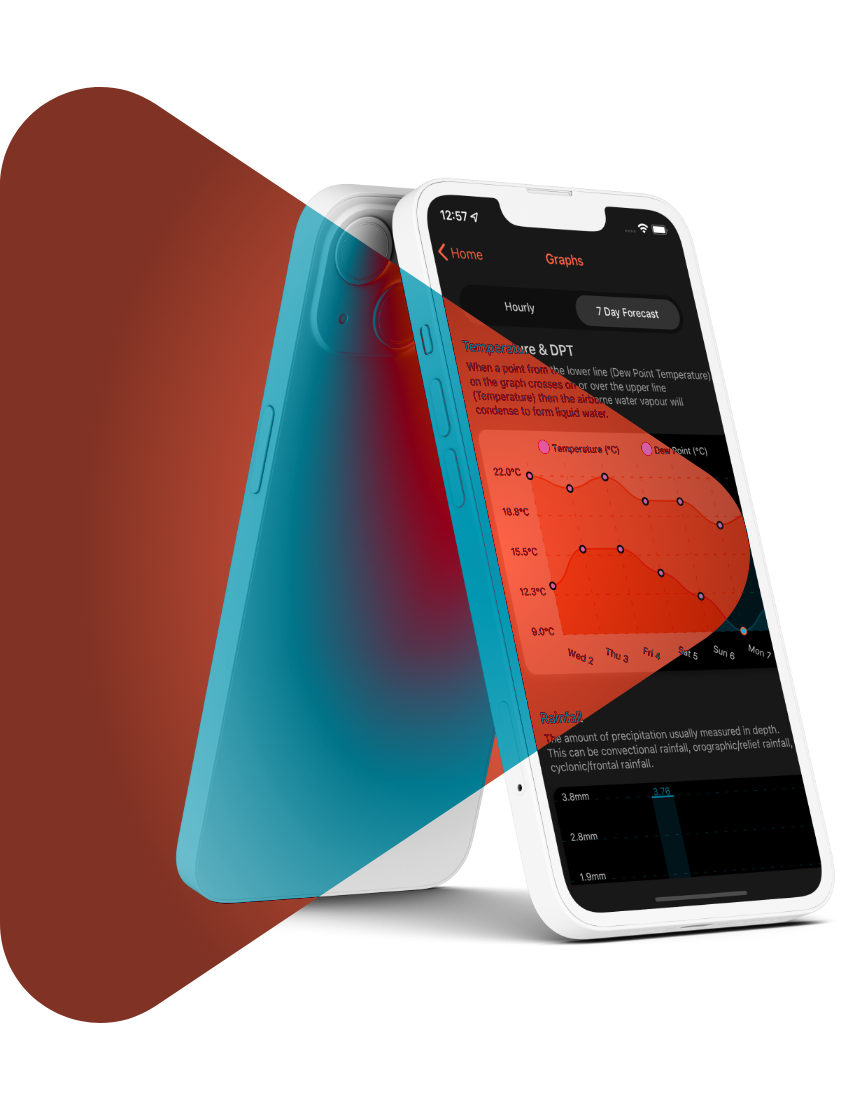 12:57
Home
Graphs
Hourly
7 Day Forecast
Temperature & DPT
When a point from the lower line (Dew Point Temperature)
on the graph crosses on or over the upper line
(Temperature) then the airborne water vapour will
condense to form liquid water.
Temperature (°C)
Dew Point (°C)
22.0°C
18.8°C
15.5°C
12.3°C
9.0°C
Wed 2
Thu 3
Fri 4
Sat 5
Sun 6
Mon 7
Rainfall
The amount of precipitation usually measured in depth.
This can be convectional rainfall, orographic/relief rainfall,
cyclonic/frontal rainfall.
3.8mm
3.76
2.8mm
1.9mm